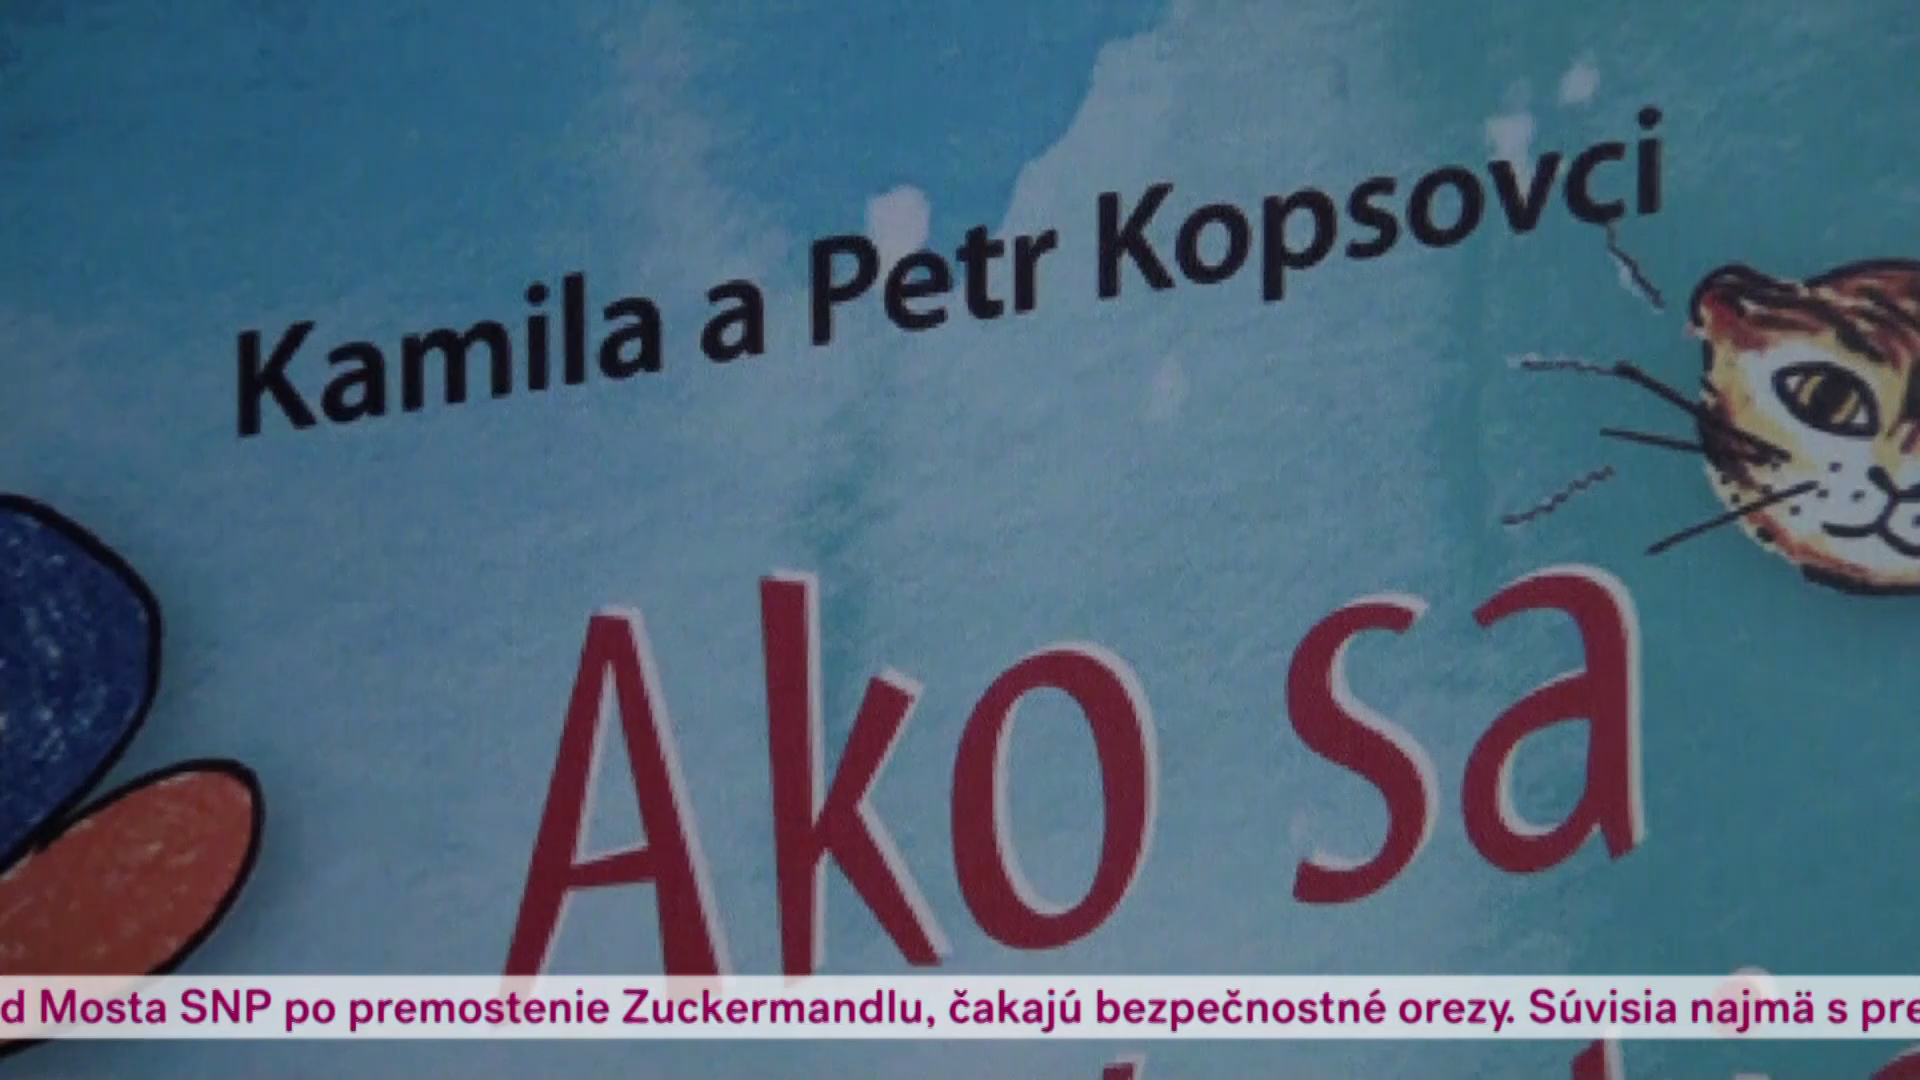 Kamila a Petr Kopsovci
Ako sa
d Mosta SNP po premostenie Zuckermandlu, čakajú bezpečnostné orezy. Súvisia najmä s pre